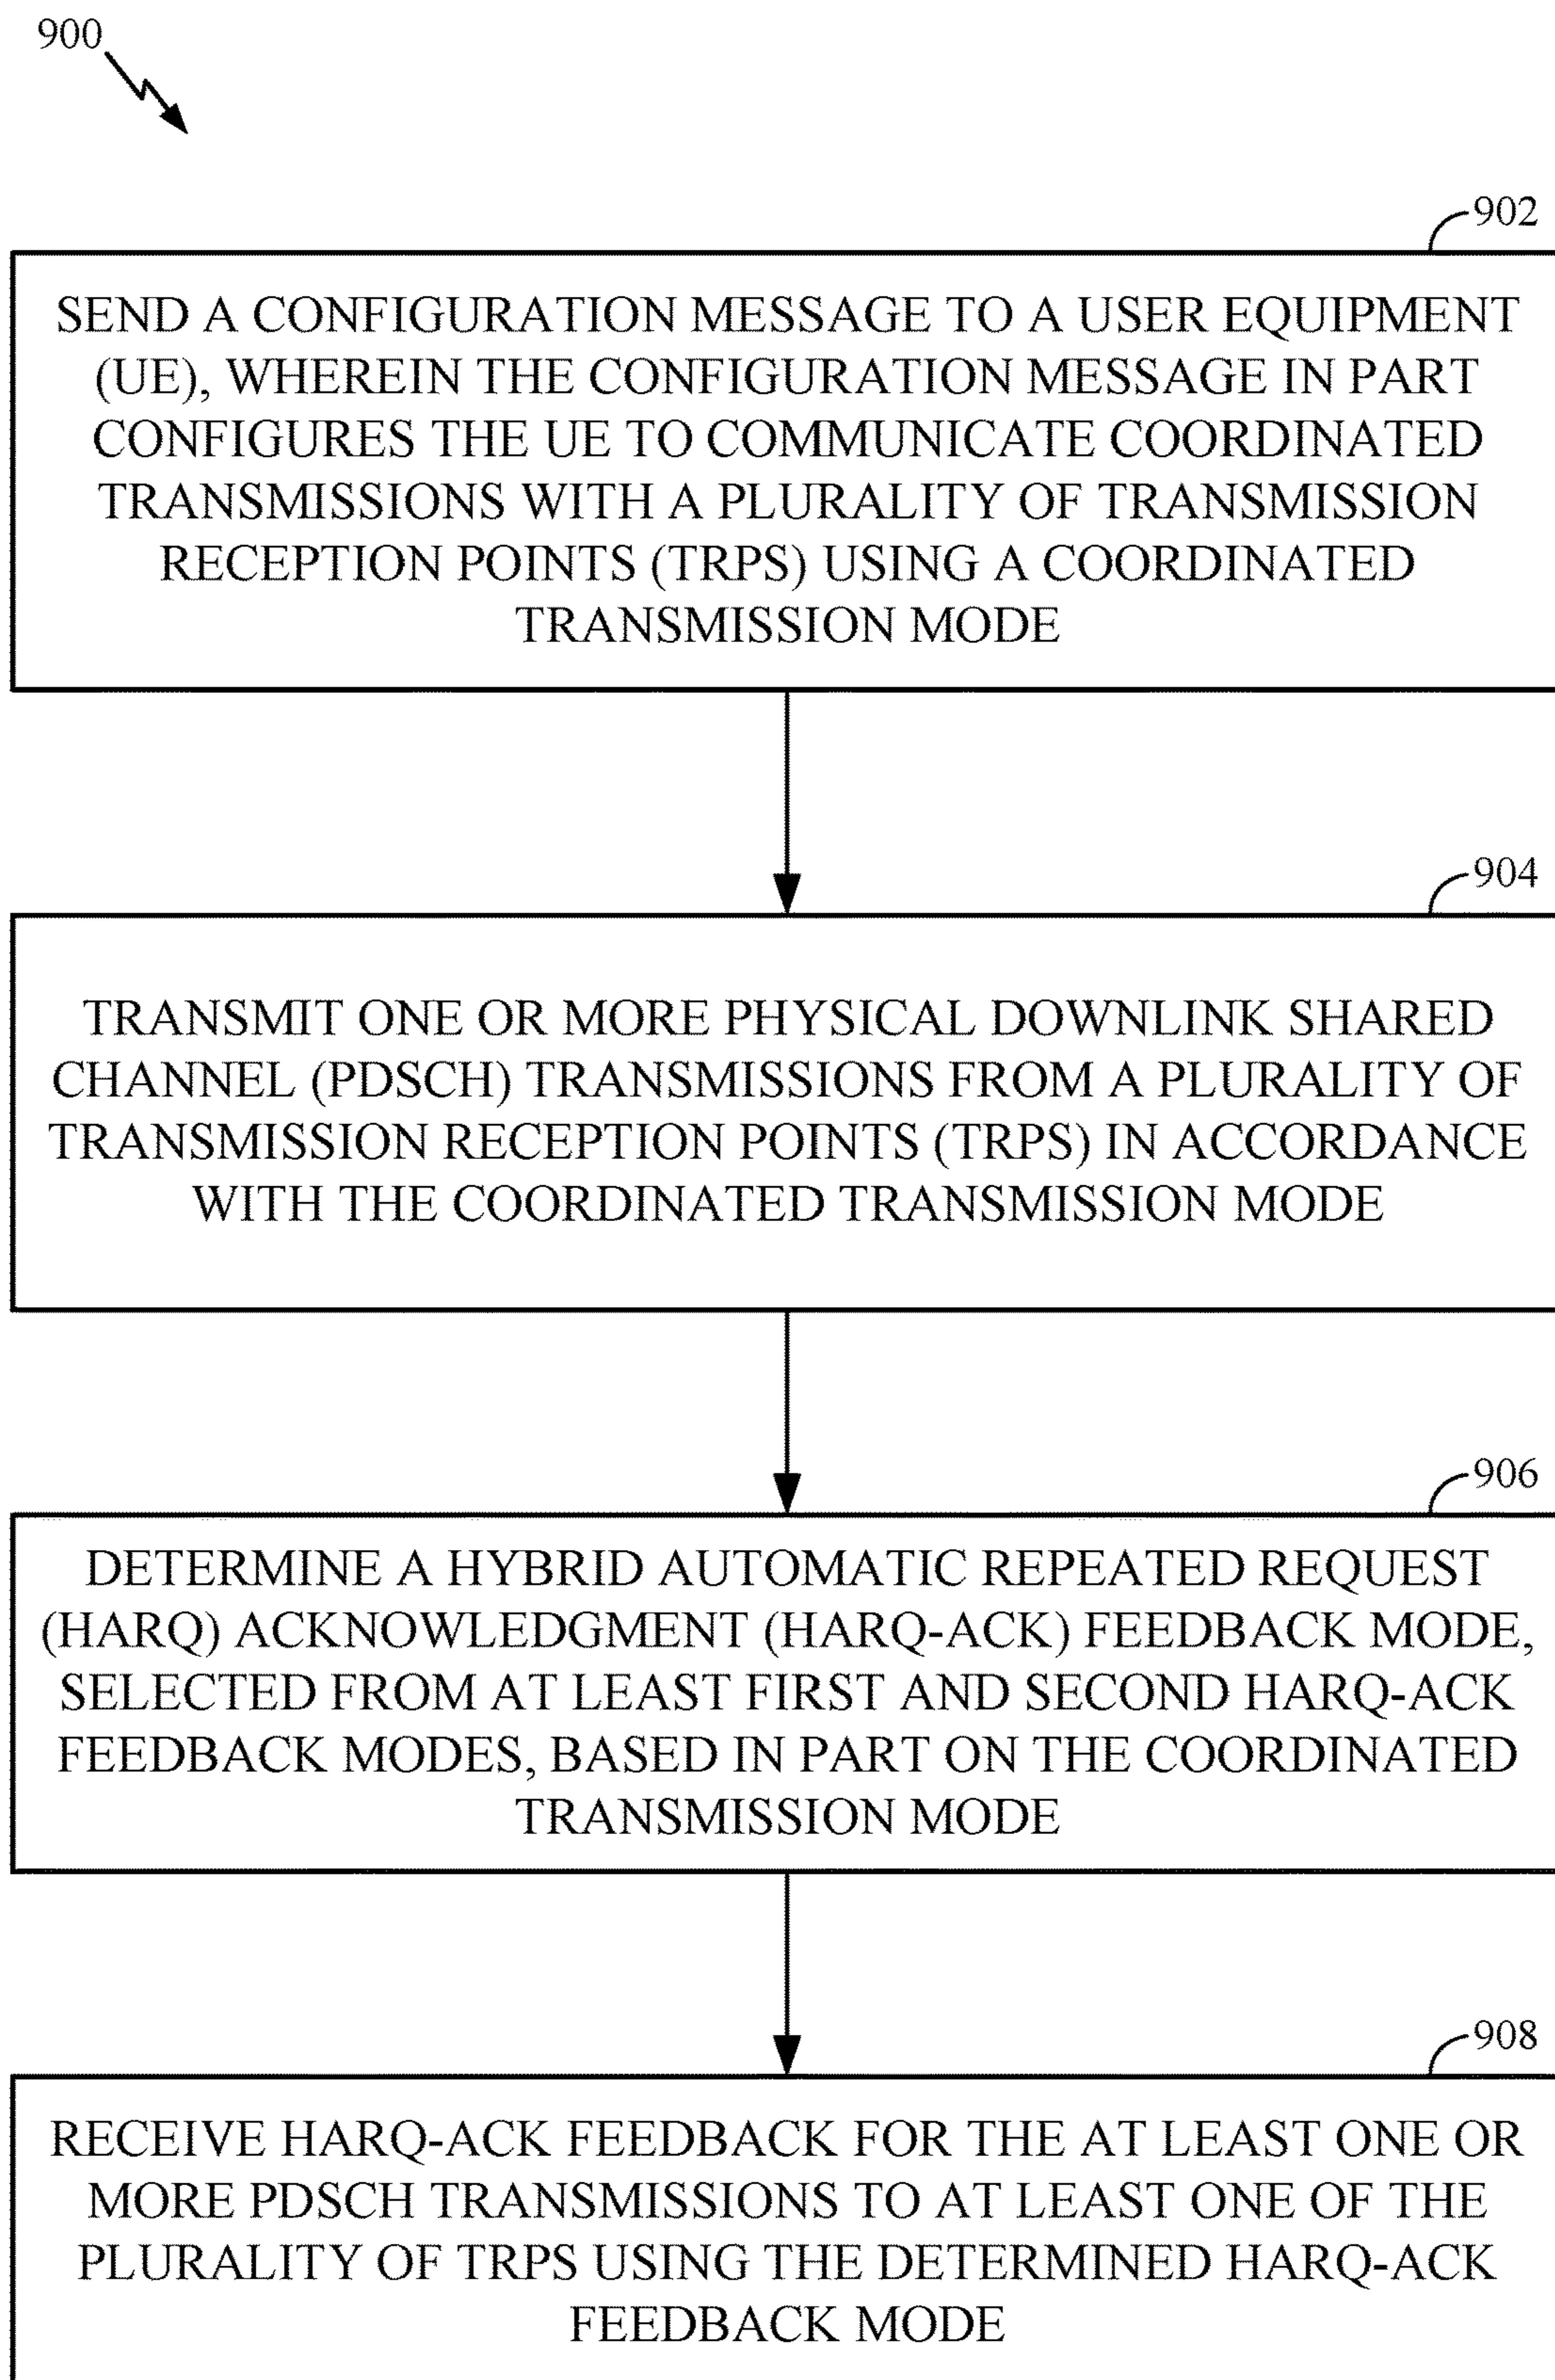 900
902
SEND A CONFIGURATION MESSAGE TO A USER EQUIPMENT
(UE), WHEREIN THE CONFIGURATION MESSAGE IN PART
CONFIGURES THE UE TO COMMUNICATE COORDINATED
TRANSMISSIONS WITH A PLURALITY OF TRANSMISSION
RECEPTION POINTS (TRPS) USING A COORDINATED
TRANSMISSION MODE
904
TRANSMIT ONE OR MORE PHYSICAL DOWNLINK SHARED
CHANNEL (PDSCH) TRANSMISSIONS FROM A PLURALITY OF
TRANSMISSION RECEPTION POINTS (TRPS) IN ACCORDANCE
WITH THE COORDINATED TRANSMISSION MODE
906
DETERMINE A HYBRID AUTOMATIC REPEATED REQUEST
(HARQ) ACKNOWLEDGMENT (HARQ-ACK) FEEDBACK MODE,
SELECTED FROM AT LEAST FIRST AND SECOND HARQ-ACK
FEEDBACK MODES, BASED IN PART ON THE COORDINATED
TRANSMISSION MODE
908
RECEIVE HARQ-ACK FEEDBACK FOR THE AT LEAST ONE OR
MORE PDSCH TRANSMISSIONS TO AT LEAST ONE OF THE
PLURALITY OF TRPS USING THE DETERMINED HARQ-ACK
FEEDBACK MODE